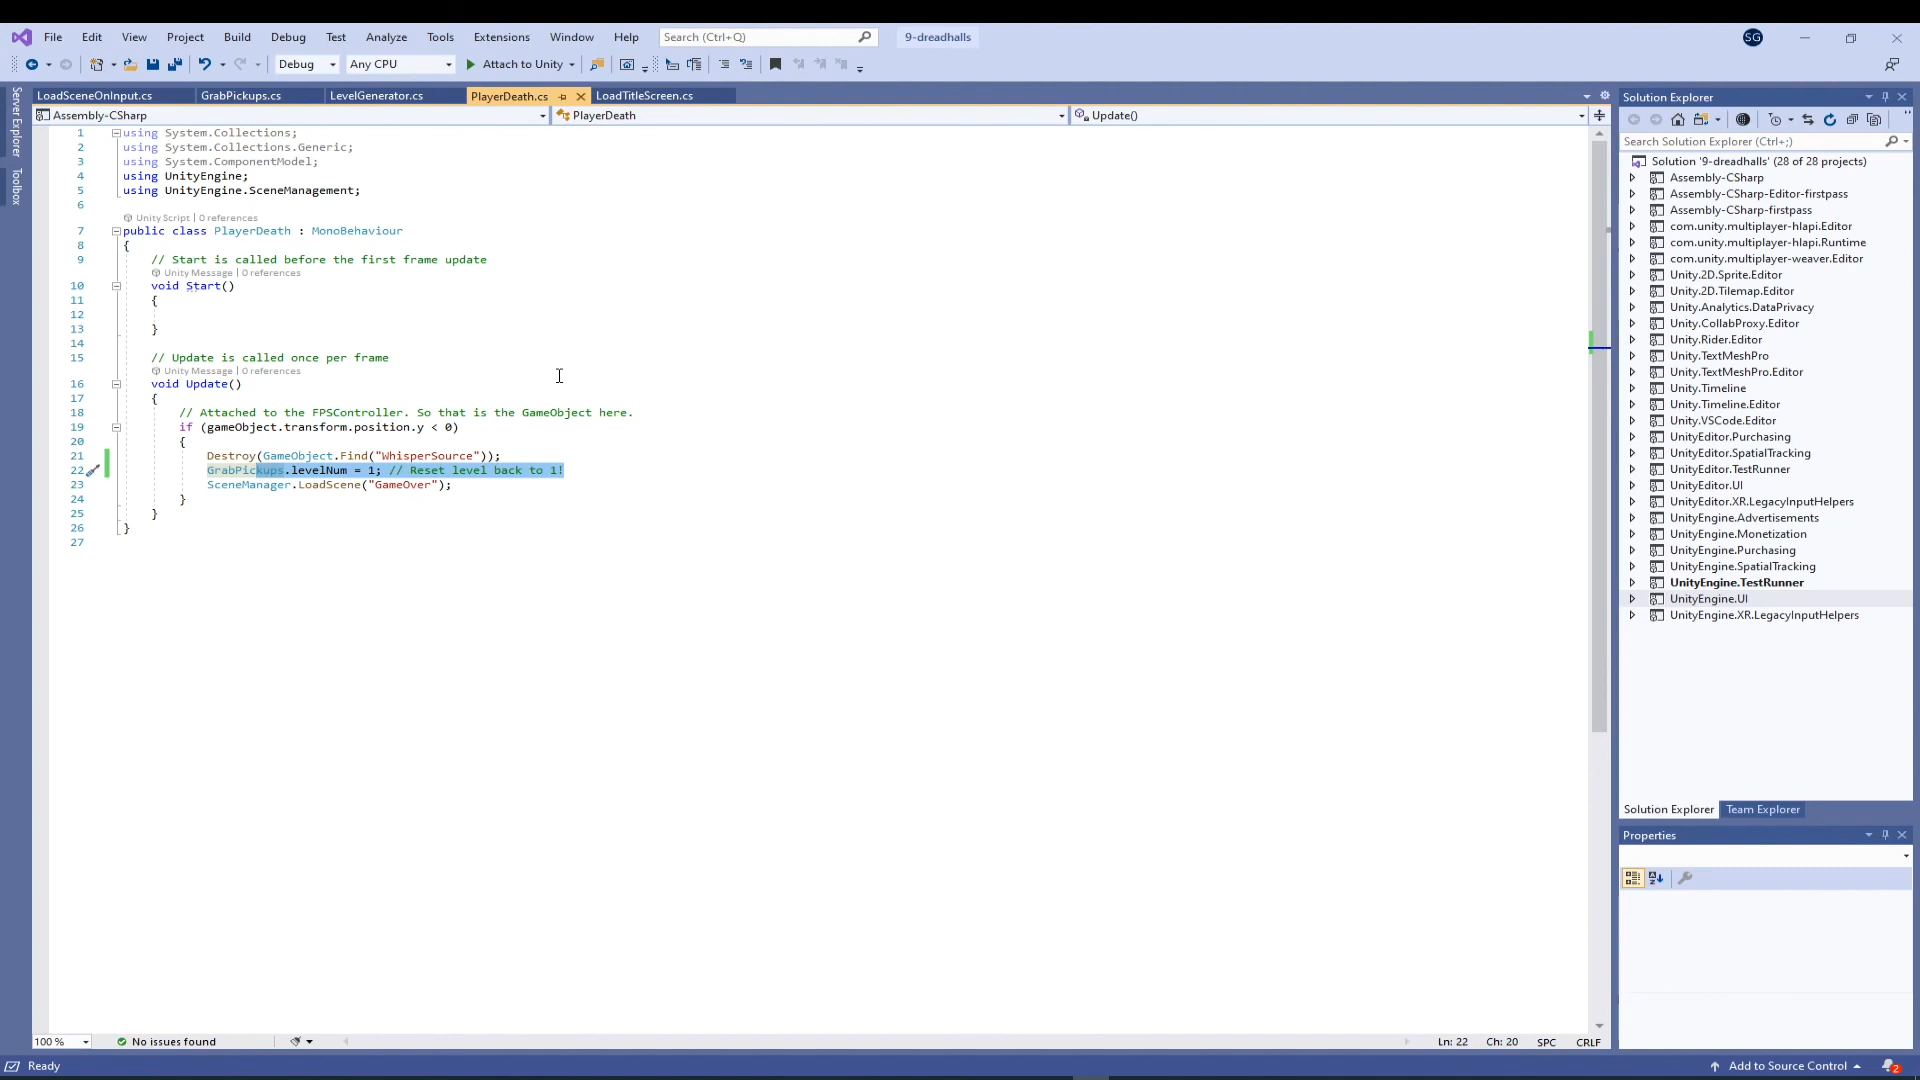 File Edit View Project Build Debug Test Analyze Tools Extensions Window Help Search (Ctrl+Q) 9-dreadhalls SG
Debug Any CPU Attach to Unity
Server Explorer
Toolbox
LoadSceneOnInput.cs GrabPickups.cs LevelGenerator.cs PlayerDeath.cs LoadTitleScreen.cs
Assembly-CSharp PlayerDeath Update()
1 using System.Collections;
2 using System.Collections.Generic;
3 using System.ComponentModel;
4 using UnityEngine;
5 using UnityEngine.SceneManagement;
6
Unity Script | 0 references
7 public class PlayerDeath : MonoBehaviour
8 {
9 // Start is called before the first frame update
Unity Message | 0 references
10 void Start()
11 {
12
13 }
14
15 // Update is called once per frame
Unity Message | 0 references
16 void Update()
17 {
18 // Attached to the FPSController. So that is the GameObject here.
19 if (gameObject.transform.position.y < 0)
20 {
21 Destroy(GameObject.Find("WhisperSource"));
22 GrabPickups.levelNum = 1; // Reset level back to 1!
23 SceneManager.LoadScene("GameOver");
24 }
25 }
26 }
27
100 % No issues found Ln: 22 Ch: 20 SPC CRLF
Solution Explorer
Search Solution Explorer (Ctrl+;)
Solution '9-dreadhalls' (28 of 28 projects)
Assembly-CSharp
Assembly-CSharp-Editor-firstpass
Assembly-CSharp-firstpass
com.unity.multiplayer-hlapi.Editor
com.unity.multiplayer-hlapi.Runtime
com.unity.multiplayer-weaver.Editor
Unity.2D.Sprite.Editor
Unity.2D.Tilemap.Editor
Unity.Analytics.DataPrivacy
Unity.CollabProxy.Editor
Unity.Rider.Editor
Unity.TextMeshPro
Unity.TextMeshPro.Editor
Unity.Timeline
Unity.Timeline.Editor
Unity.VSCode.Editor
UnityEditor.Purchasing
UnityEditor.SpatialTracking
UnityEditor.TestRunner
UnityEditor.UI
UnityEditor.XR.LegacyInputHelpers
UnityEngine.Advertisements
UnityEngine.Monetization
UnityEngine.Purchasing
UnityEngine.SpatialTracking
UnityEngine.TestRunner
UnityEngine.UI
UnityEngine.XR.LegacyInputHelpers
Solution Explorer Team Explorer
Properties
Ready Add to Source Control 2